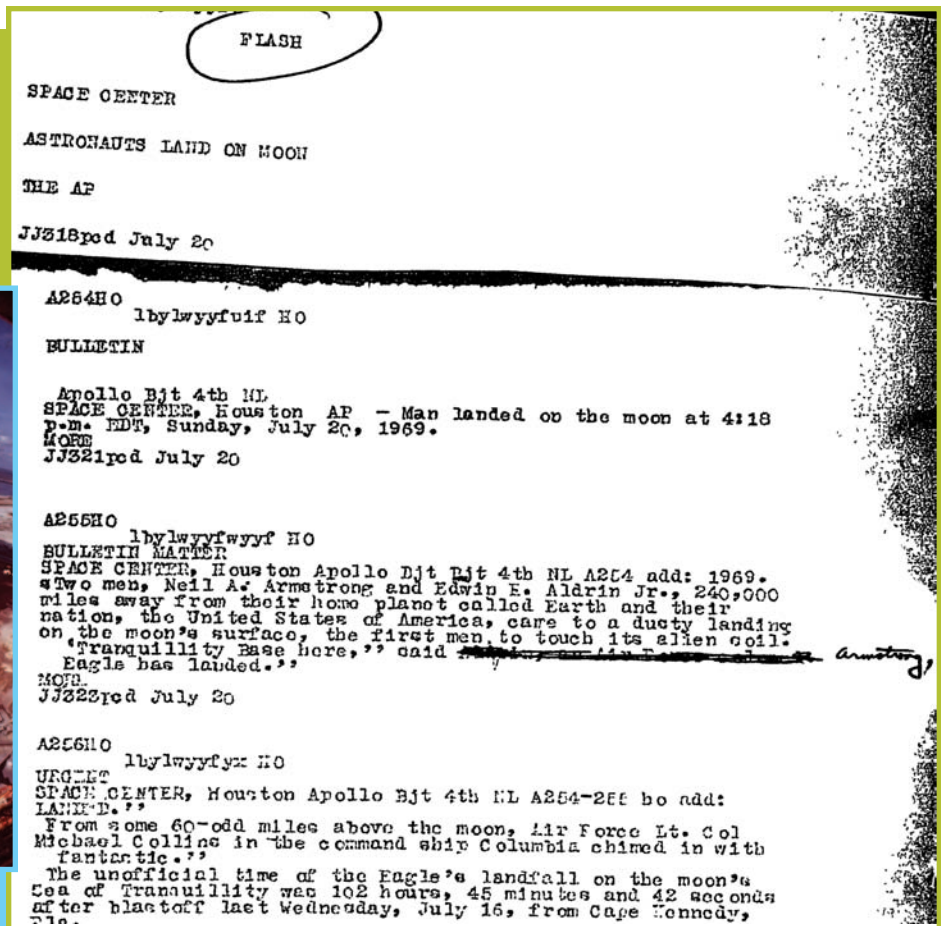 FLASH
SPACE CENTER
ASTRONAUTS LAND ON MOON
THE AP
JJ318ped July 20
A254HO
lbylwyyfuif HO
BULLETIN
Apollo Bjt 4th NL
SPACE CENTER, Houston AP - Man landed on the moon at 4:18
p.m. EDT, Sunday, July 20, 1969.
MORE
JJ321ped July 20
A255HO
lbylwyyfwyyf HO
BULLETIN MATTER
SPACE CENTER, Houston Apollo Bjt Bjt 4th NL A254 add: 1969.
Two men, Neil A. Armstrong and Edwin E. Aldrin Jr., 240,000
miles away from their home planet called Earth and their
nation, the United States of America, came to a dusty landing
on the moon's surface, the first men to touch its alien soil.
"Tranquillity Base here,'' said Armstrong,
Eagle has landed.''
MORE
JJ323ped July 20
A256HO
lbylwyyfyx HO
URGENT
SPACE CENTER, Houston Apollo Bjt 4th NL A254-255 ho add:
LANDED.''
From some 60-odd miles above the moon, Air Force Lt. Col
Michael Collins in the command ship Columbia chimed in with
fantastic.''
The unofficial time of the Eagle's landfall on the moon's
Sea of Tranquillity was 102 hours, 45 minutes and 42 seconds
after blastoff last Wednesday, July 16, from Cape Kennedy,
Fla.